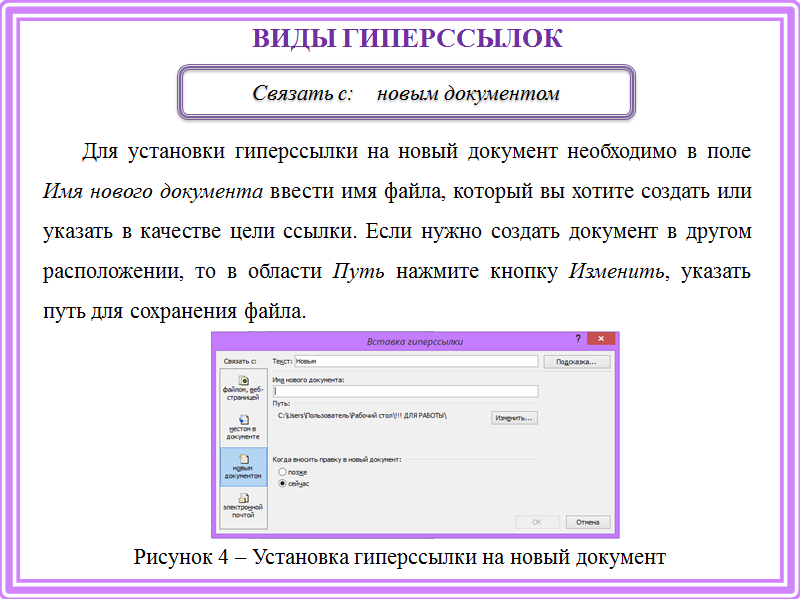 ВИДЫ ГИПЕРССЫЛОК
Связать с: новым документом
Для установки гиперссылки на новый документ необходимо в поле
Имя нового документа ввести имя файла, который вы хотите создать или
указать в качестве цели ссылки. Если нужно создать документ в другом
расположении, то в области Путь нажмите кнопку Изменить, указать
путь для сохранения файла.
Вставка гиперссылки
? x
Связать с: Текст: Новым Подсказка...
файлом, веб-
страницей
Имя нового документа:
Путь:
C:\Users\Пользователь\Рабочий стол\!!! ДЛЯ РАБОТЫ\ Изменить...
местом в
документе
Когда вносить правку в новый документ:
новым
документом
позже
сейчас
электронной
почтой
ОК Отмена
Рисунок 4 – Установка гиперссылки на новый документ